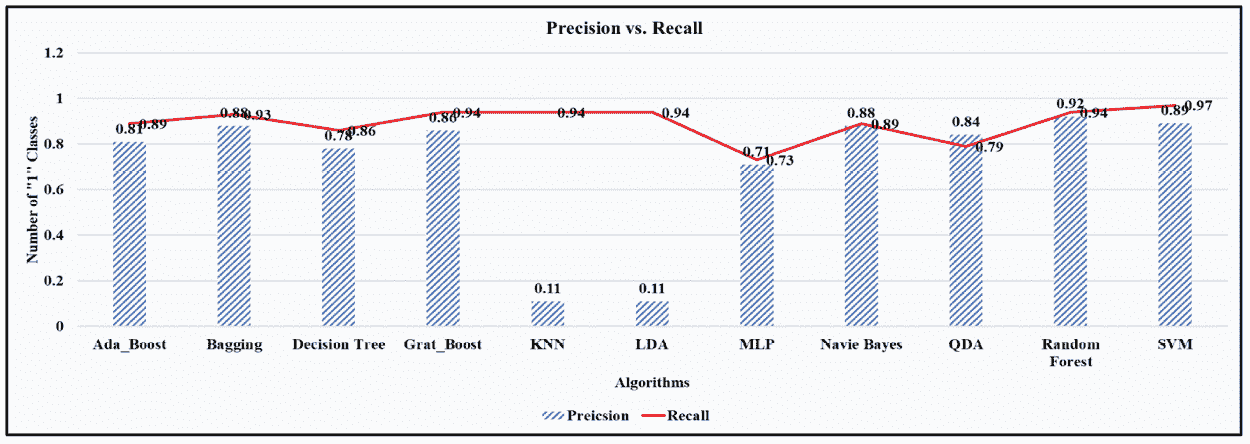 Precision vs. Recall
Number of "1" Classes
1.2
1
0.8
0.6
0.4
0.2
0
0.81
0.89
0.88
0.93
0.78
0.86
0.86
0.94
0.11
0.94
0.11
0.94
0.71
0.73
0.88
0.89
0.84
0.79
0.92
0.94
0.89
0.97
Ada_Boost
Bagging
Decision Tree
Grat_Boost
KNN
LDA
MLP
Navie Bayes
QDA
Random
Forest
SVM
Algorithms
Preicsion
Recall